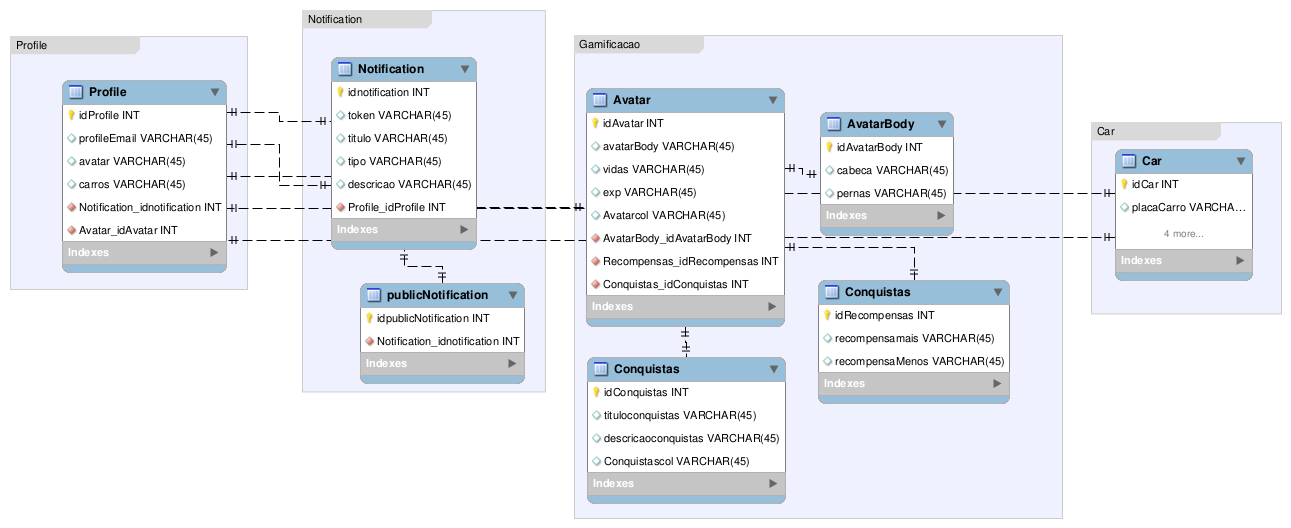 Profile
Profile
idProfile INT
profileEmail VARCHAR(45)
avatar VARCHAR(45)
carros VARCHAR(45)
Notification_idnotification INT
Avatar_idAvatar INT
Indexes
Notification
Notification
idnotification INT
token VARCHAR(45)
titulo VARCHAR(45)
tipo VARCHAR(45)
descricao VARCHAR(45)
Profile_idProfile INT
Indexes
publicNotification
idpublicNotification INT
Notification_idnotification INT
Indexes
Gamificacao
Avatar
idAvatar INT
avatarBody VARCHAR(45)
vidas VARCHAR(45)
exp VARCHAR(45)
Avatarcol VARCHAR(45)
AvatarBody_idAvatarBody INT
Recompensas_idRecompensas INT
Conquistas_idConquistas INT
Indexes
Conquistas
idConquistas INT
tituloconquistas VARCHAR(45)
descricaoconquistas VARCHAR(45)
Conquistascol VARCHAR(45)
Indexes
AvatarBody
idAvatarBody INT
cabeca VARCHAR(45)
pernas VARCHAR(45)
Indexes
Conquistas
idRecompensas INT
recompensamais VARCHAR(45)
recompensaMenos VARCHAR(45)
Indexes
Car
Car
idCar INT
placaCarro VARCHA...
4 more...
Indexes